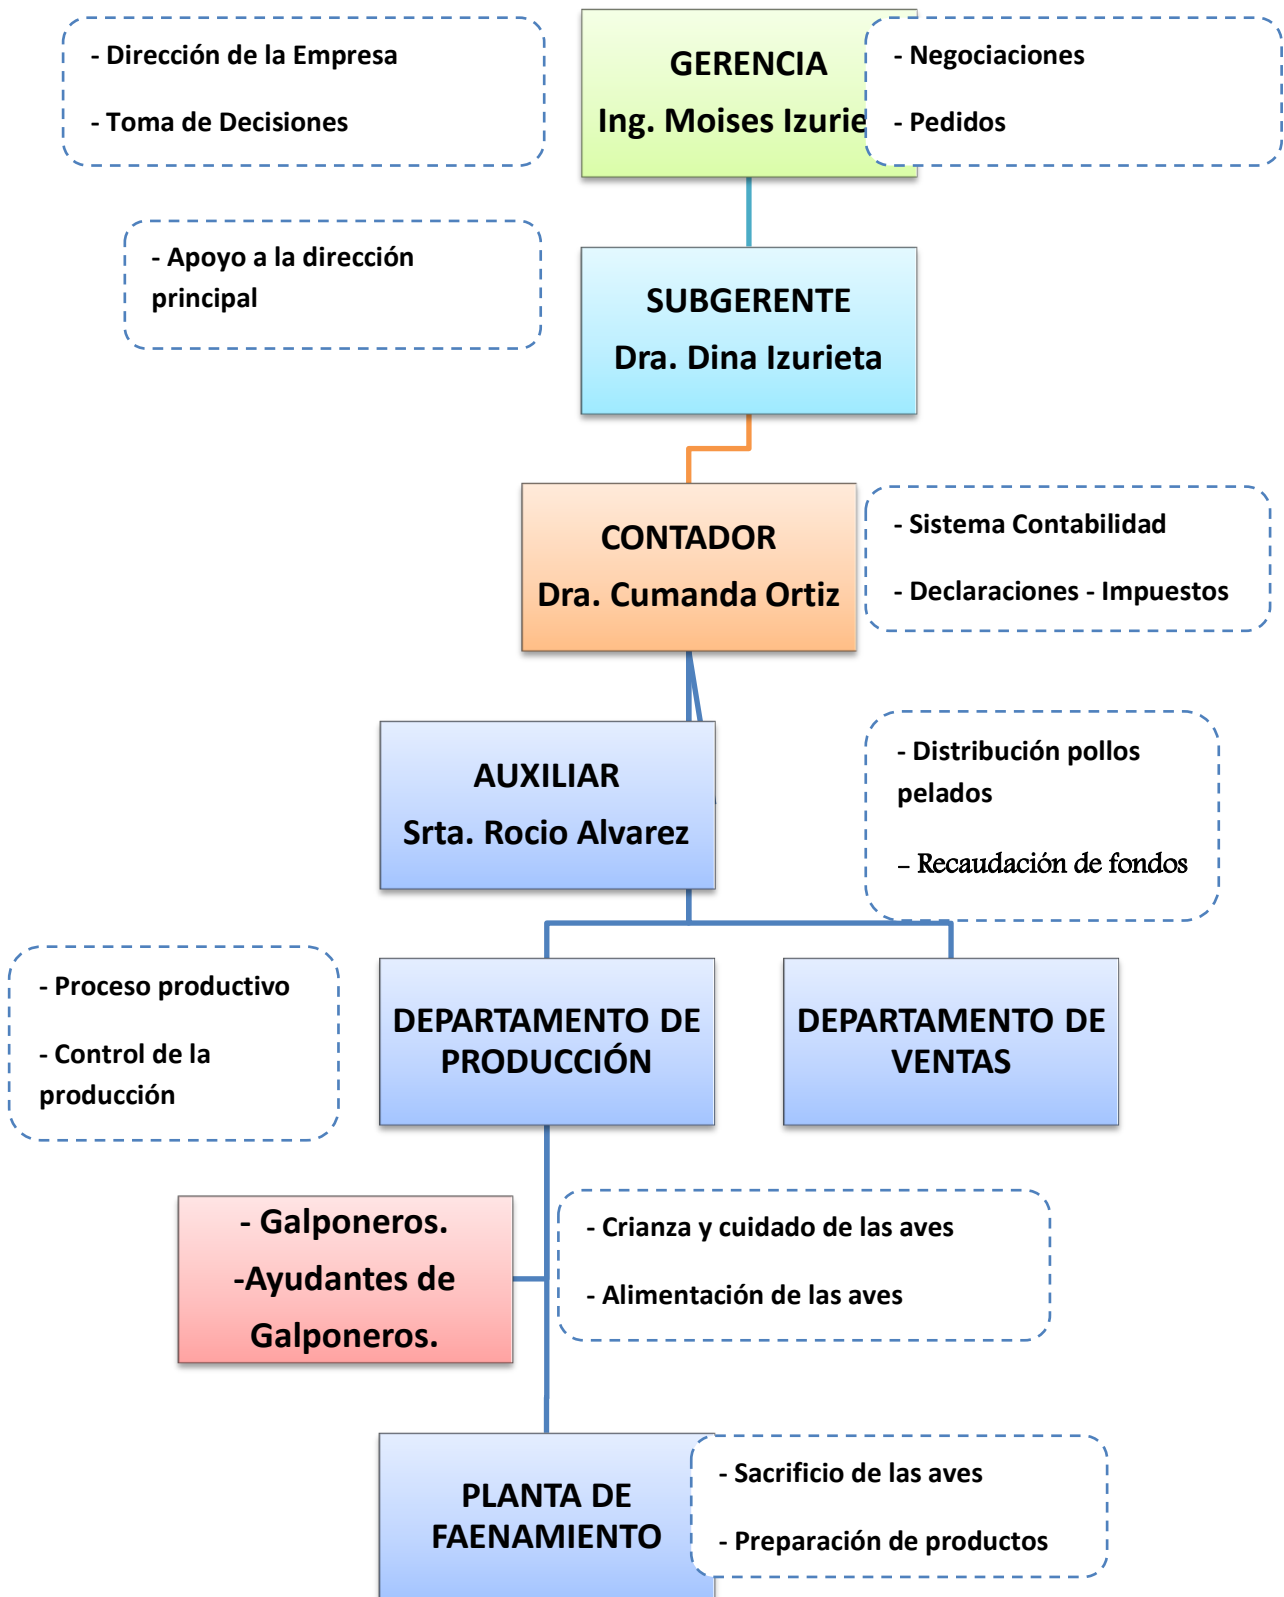 - Dirección de la Empresa
- Toma de Decisiones
GERENCIA
Ing. Moises Izurie
- Negociaciones
- Pedidos
- Apoyo a la dirección
principal
SUBGERENTE
Dra. Dina Izurieta
CONTADOR
Dra. Cumanda Ortiz
- Sistema Contabilidad
- Declaraciones - Impuestos
AUXILIAR
Srta. Rocio Alvarez
- Distribución pollos
pelados
- Recaudación de fondos
- Proceso productivo
- Control de la
producción
DEPARTAMENTO DE
PRODUCCIÓN
DEPARTAMENTO DE
VENTAS
- Galponeros.
-Ayudantes de
Galponeros.
- Crianza y cuidado de las aves
- Alimentación de las aves
PLANTA DE
FAENAMIENTO
- Sacrificio de las aves
- Preparación de productos